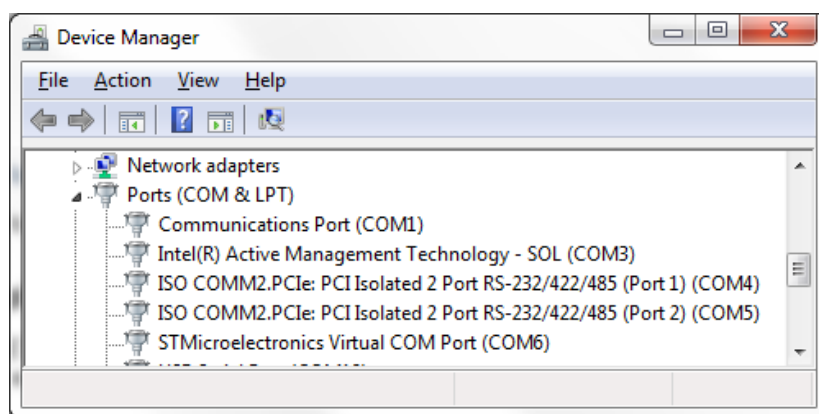 Device Manager
File Action View Help
Network adapters
Ports (COM & LPT)
Communications Port (COM1)
Intel(R) Active Management Technology - SOL (COM3)
ISO COMM2.PCIe: PCI Isolated 2 Port RS-232/422/485 (Port 1) (COM4)
ISO COMM2.PCIe: PCI Isolated 2 Port RS-232/422/485 (Port 2) (COM5)
STMicroelectronics Virtual COM Port (COM6)